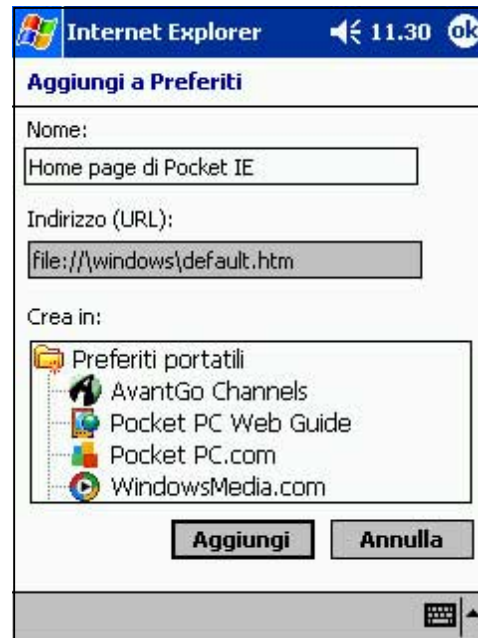 Internet Explorer 11.30 ok
Aggiungi a Preferiti
Nome:
Home page di Pocket IE
Indirizzo (URL):
file://\windows\default.htm
Crea in:
Preferiti portatili
AvantGo Channels
Pocket PC Web Guide
Pocket PC.com
WindowsMedia.com
Aggiungi Annulla